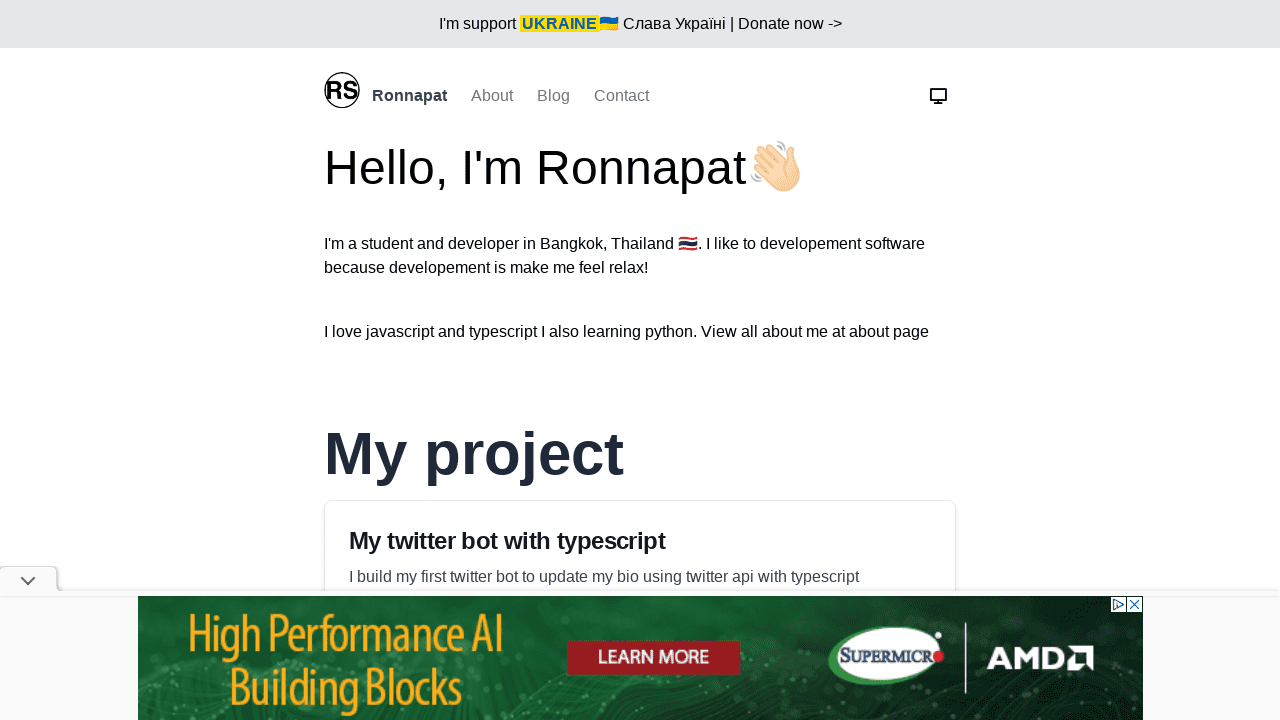 I'm support UKRAINE🇺🇦 Слава Україні | Donate now ->
RS Ronnapat About Blog Contact
Hello, I'm Ronnapat👋🏻
I'm a student and developer in Bangkok, Thailand 🇹🇭. I like to developement software
because developement is make me feel relax!
I love javascript and typescript I also learning python. View all about me at about page
My project
My twitter bot with typescript
I build my first twitter bot to update my bio using twitter api with typescript
High Performance AI
Building Blocks
LEARN MORE
SUPERMICRO
AMD